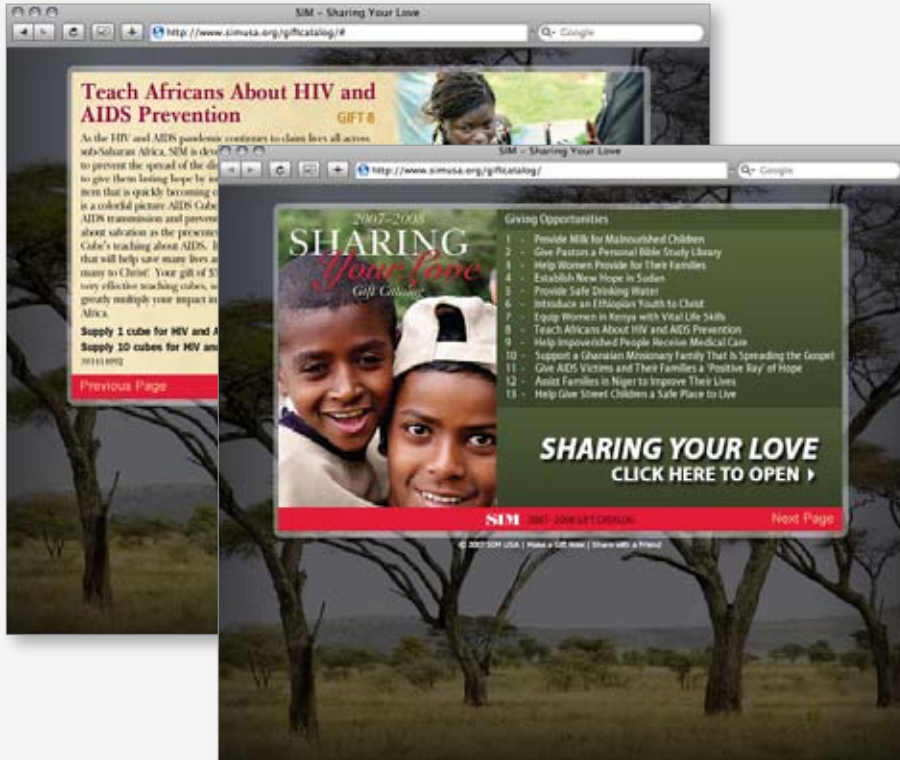 SIM – Sharing Your Love
http://www.simusa.org/giftcatalog/#
Google
Teach Africans About HIV and
AIDS Prevention
GIFT 8
As the HIV and AIDS pandemic continues to claim lives all across
sub-Saharan Africa, SIM is
to prevent the spread of the
to give them lasting hope by
item that is quickly becoming
is a colorful picture AIDS Cube
AIDS transmission and
about salvation as the
Cube's teaching about AIDS.
that will help save many lives
many to Christ! Your gift of
very effective teaching cubes,
greatly multiply your impact in
Africa.
Supply 1 cube for HIV and
Supply 10 cubes for HIV and
Previous Page
SIM – Sharing Your Love
http://www.simusa.org/giftcatalog/
Google
2007-2008
SHARING
Your Love
Gift Catalog
Giving Opportunities
1 - Provide Milk for Malnourished Children
2 - Give Pastors a Personal Bible Study Library
3 - Help Women Provide for Their Families
4 - Establish New Hope in Sudan
5 - Provide Safe Drinking Water
6 - Introduce an Ethiopian Youth to Christ
7 - Equip Women in Kenya with Vital Life Skills
8 - Teach Africans About HIV and AIDS Prevention
9 - Help Impoverished People Receive Medical Care
10 - Support a Ghanaian Missionary Family That Is Spreading the Gospel
11 - Give AIDS Victims and Their Families a 'Positive Ray' of Hope
12 - Assist Families in Niger to Improve Their Lives
13 - Help Give Street Children a Safe Place to Live
SHARING YOUR LOVE
CLICK HERE TO OPEN
SIM 2007-2008 GIFT CATALOG
Next Page
© 2007 SIM USA | Make a Gift Now | Share with a Friend